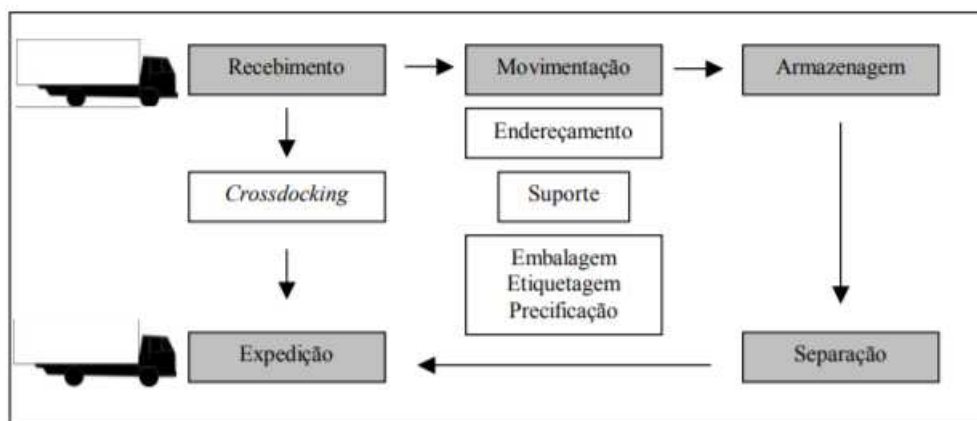 Recebimento
Movimentação
Armazenagem
Endereçamento
Crossdocking
Suporte
Embalagem
Etiquetagem
Precificação
Expedição
Separação